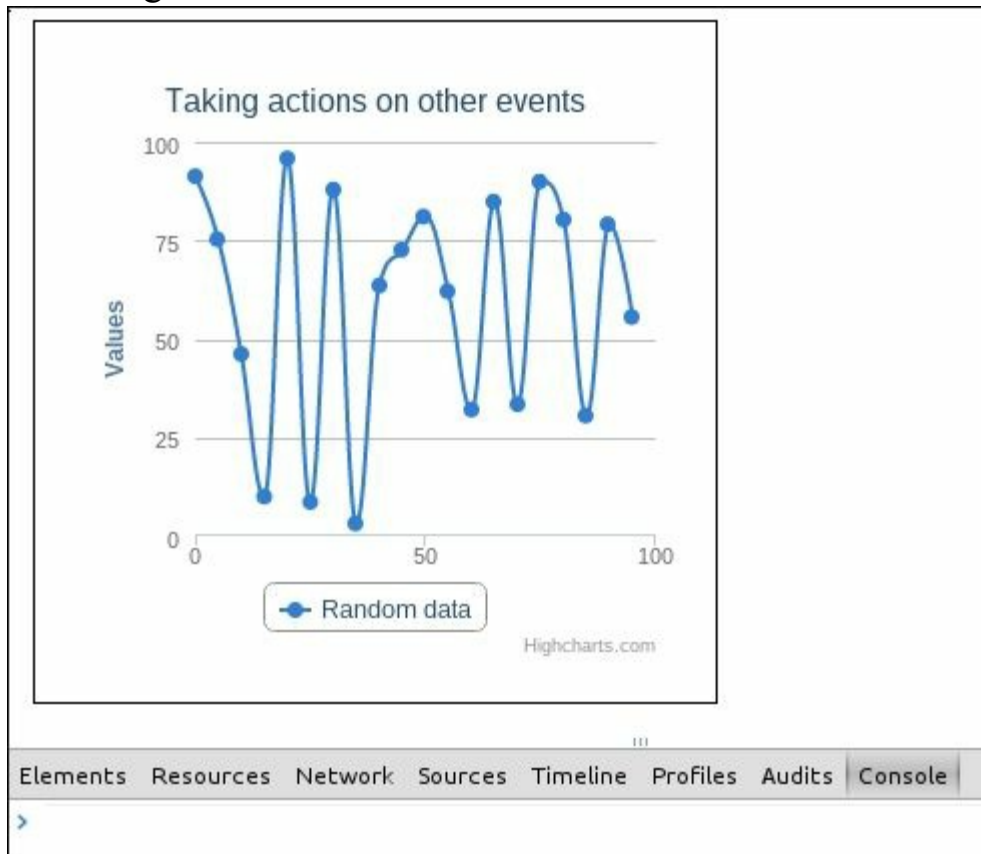 Taking actions on other events
100
75
50
25
0
Values
0 50 100
Random data
Highcharts.com
Elements Resources Network Sources Timeline Profiles Audits Console
>